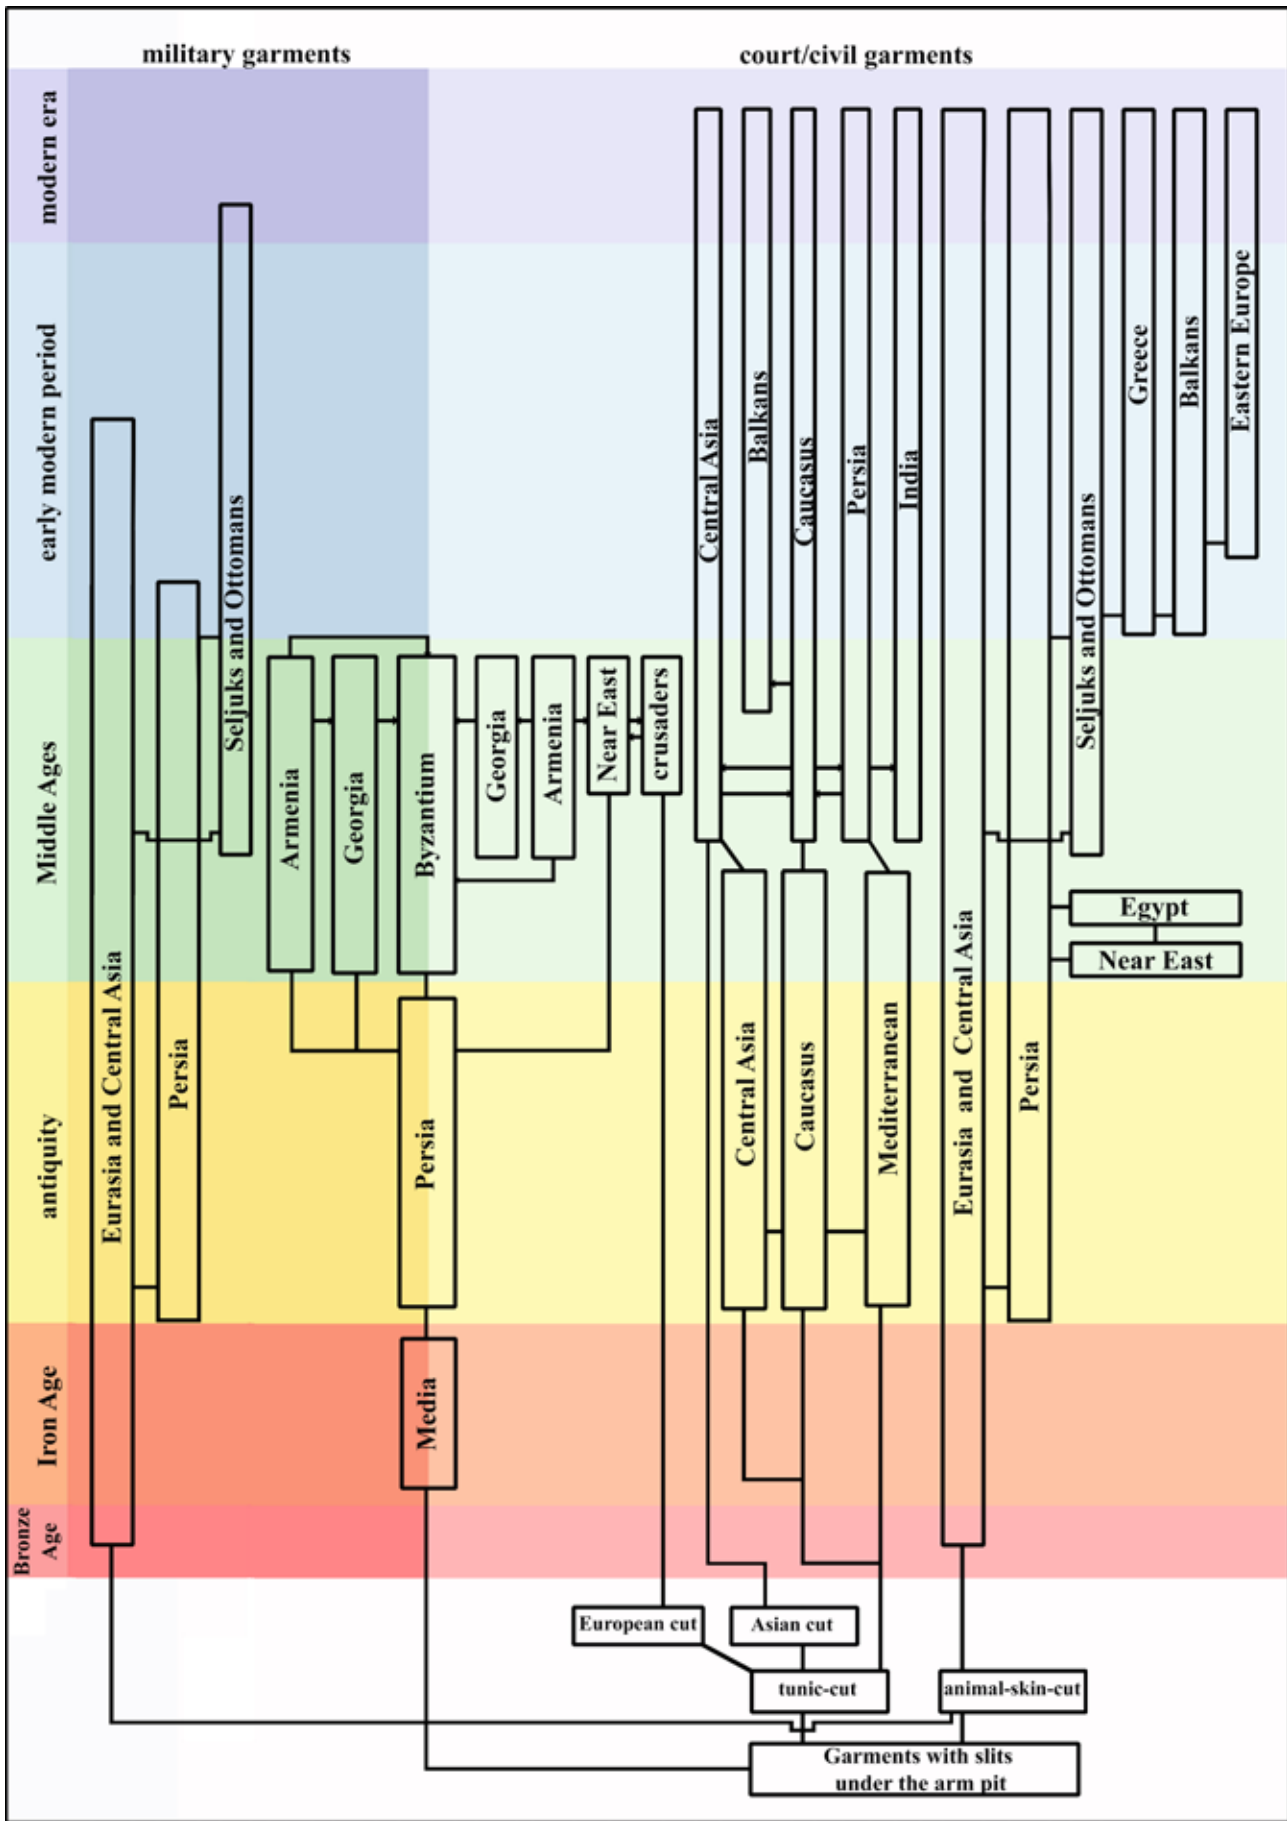 military garments
court/civil garments
modern era
early modern period
Middle Ages
antiquity
Iron Age
Bronze
Age
Eurasia and Central Asia
Persia
Seljuks and Ottomans
Armenia
Georgia
Byzantium
Georgia
Armenia
Near East
crusaders
Persia
Media
Central Asia
Balkans
Caucasus
Persia
India
Central Asia
Caucasus
Mediterranean
Eurasia and Central Asia
Persia
Seljuks and Ottomans
Greece
Balkans
Eastern Europe
Egypt
Near East
European cut
Asian cut
tunic-cut
animal-skin-cut
Garments with slits
under the arm pit